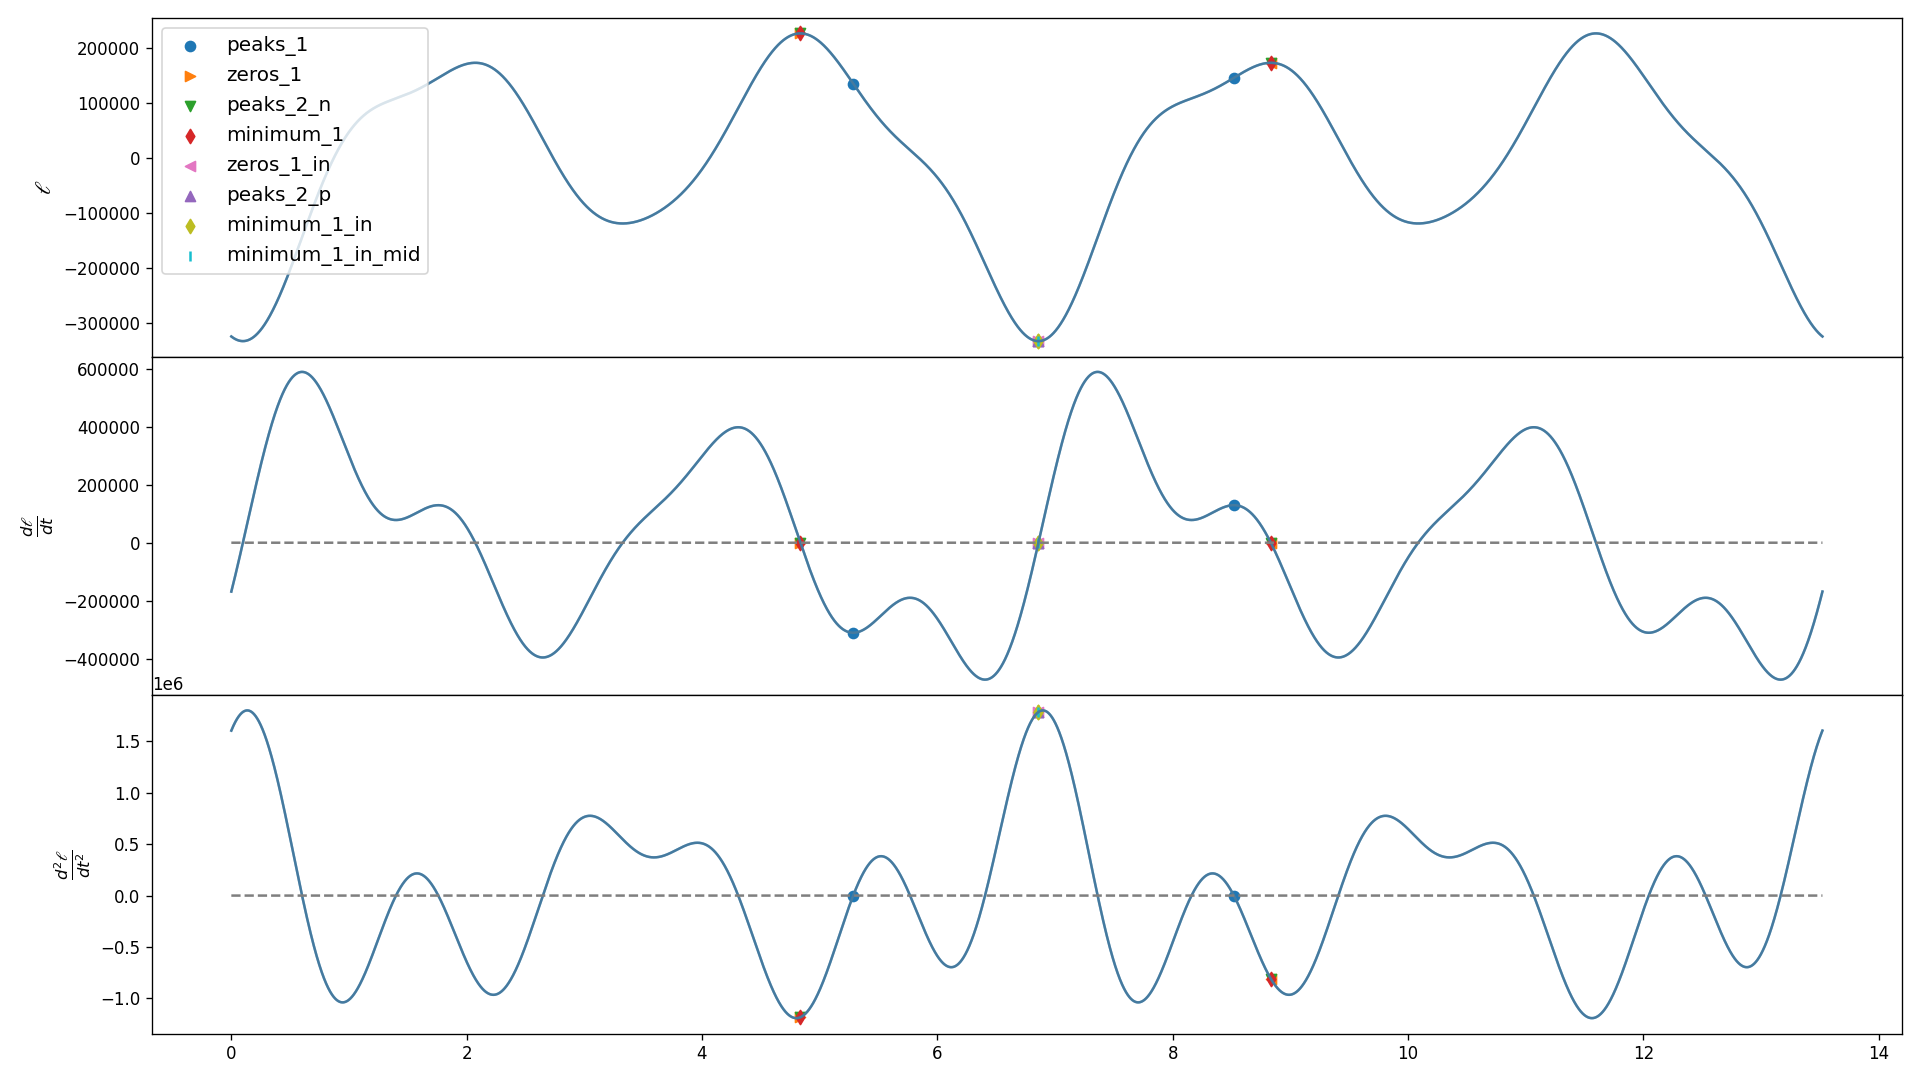 peaks_1
zeros_1
peaks_2_n
minimum_1
zeros_1_in
peaks_2_p
minimum_1_in
minimum_1_in_mid
200000
100000
0
−100000
−200000
−300000
ℓ
600000
400000
200000
0
−200000
−400000
dℓ
dt
1e6
1.5
1.0
0.5
0.0
−0.5
−1.0
d²ℓ
dt²
0 2 4 6 8 10 12 14